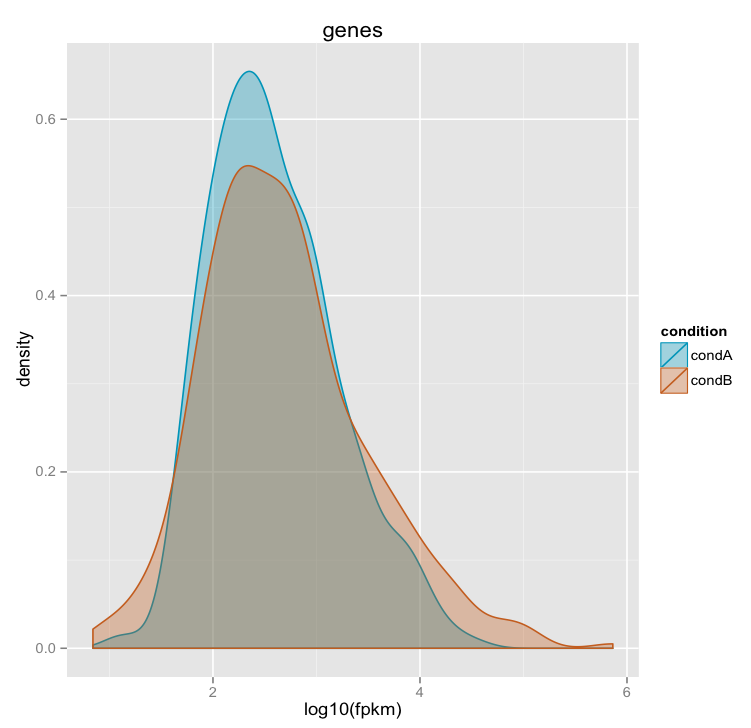 genes
density
0.6
0.4
0.2
0.0
2
4
6
log10(fpkm)
condition
condA
condB